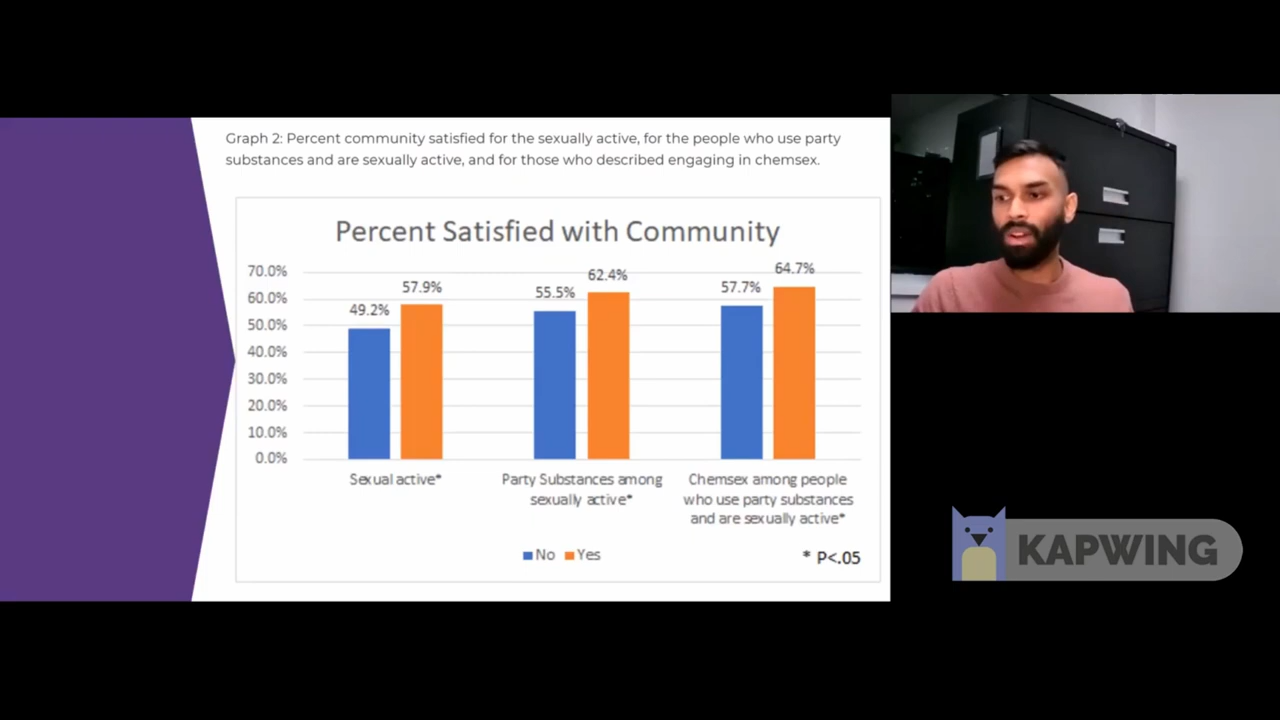 Graph 2: Percent community satisfied for the sexually active, for the people who use party
substances and are sexually active, and for those who described engaging in chemsex.
Percent Satisfied with Community
70.0%
60.0%
50.0%
40.0%
30.0%
20.0%
10.0%
0.0%
49.2%
57.9%
55.5%
62.4%
57.7%
64.7%
Sexual active*
Party Substances among
sexually active*
Chemsex among people
who use party substances
and are sexually active*
No Yes
* P<.05
KAPWING